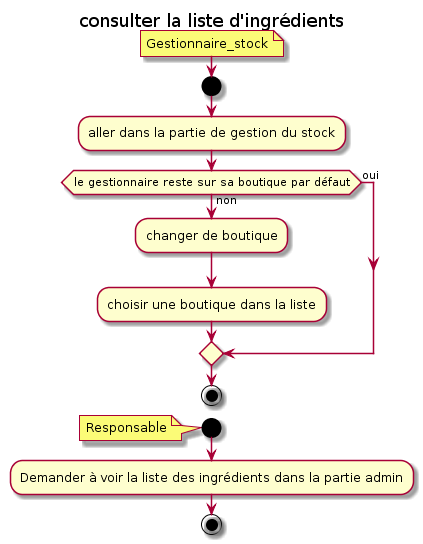 consulter la liste d'ingrédients
Gestionnaire_stock
aller dans la partie de gestion du stock
le gestionnaire reste sur sa boutique par défaut
oui
non
changer de boutique
choisir une boutique dans la liste
Responsable
Demander à voir la liste des ingrédients dans la partie admin